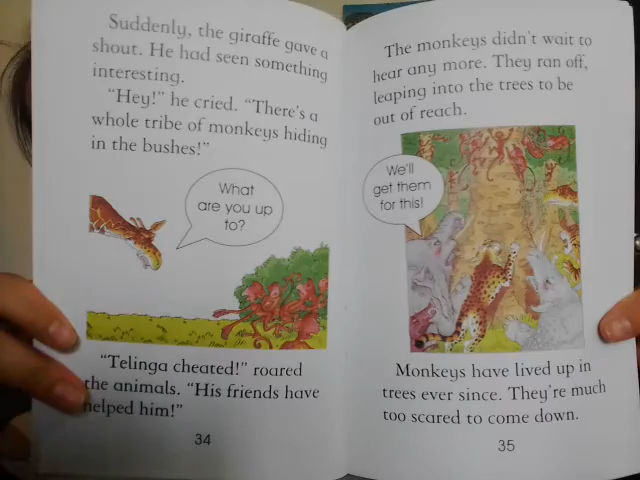 Suddenly, the giraffe gave a
shout. He had seen something
interesting.
“Hey!” he cried. “There’s a
whole tribe of monkeys hiding
in the bushes!”
What
are you up
to?
“Telinga cheated!” roared
the animals. “His friends have
helped him!”
34
The monkeys didn’t wait to
hear any more. They ran off,
leaping into the trees to be
out of reach.
We’ll
get them
for this!
Monkeys have lived up in
trees ever since. They’re much
too scared to come down.
35